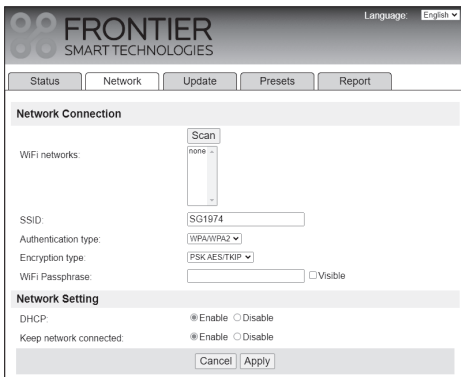 Language: English
FRONTIER
SMART TECHNOLOGIES
Status Network Update Presets Report
Network Connection
Scan
WiFi networks: none
SSID: SG1974
Authentication type: WPA/WPA2
Encryption type: PSK AES/TKIP
WiFi Passphrase: Visible
Network Setting
DHCP: Enable Disable
Keep network connected: Enable Disable
Cancel Apply